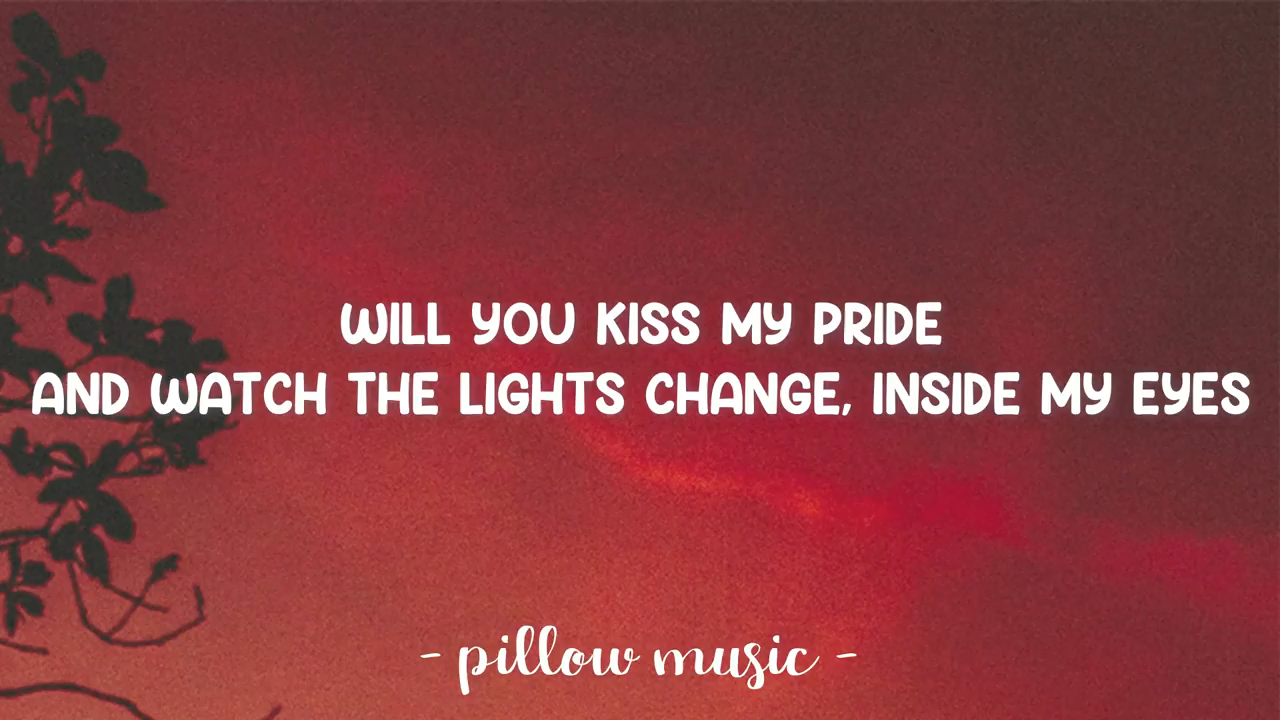 WILL YOU KISS MY PRIDE
AND WATCH THE LIGHTS CHANGE, INSIDE MY EYES
- pillow music -